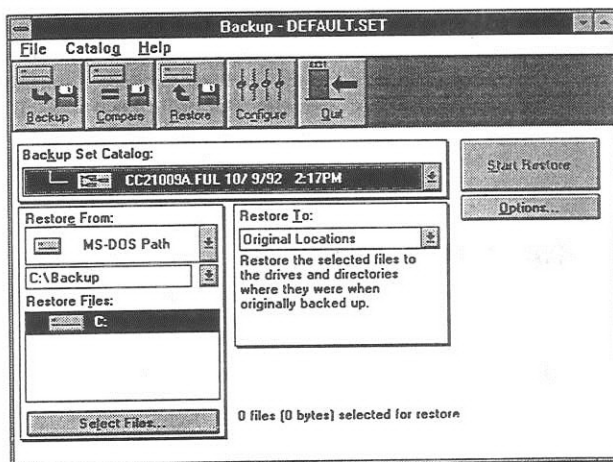 Backup - DEFAULT.SET
File Catalog Help
Backup Compare Restore Configure EXIT Quit
Backup Set Catalog:
CC21009A.FUL 10/ 9/92 2:17PM
Start Restore
Options...
Restore From:
MS-DOS Path
C:\Backup
Restore Files:
C:
Select Files...
Restore To:
Original Locations
Restore the selected files to
the drives and directories
where they were when
originally backed up.
0 files (0 bytes) selected for restore